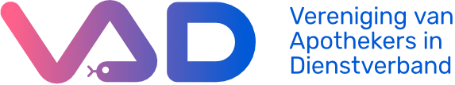 VAD
Vereniging van
Apothekers in
Dienstverband